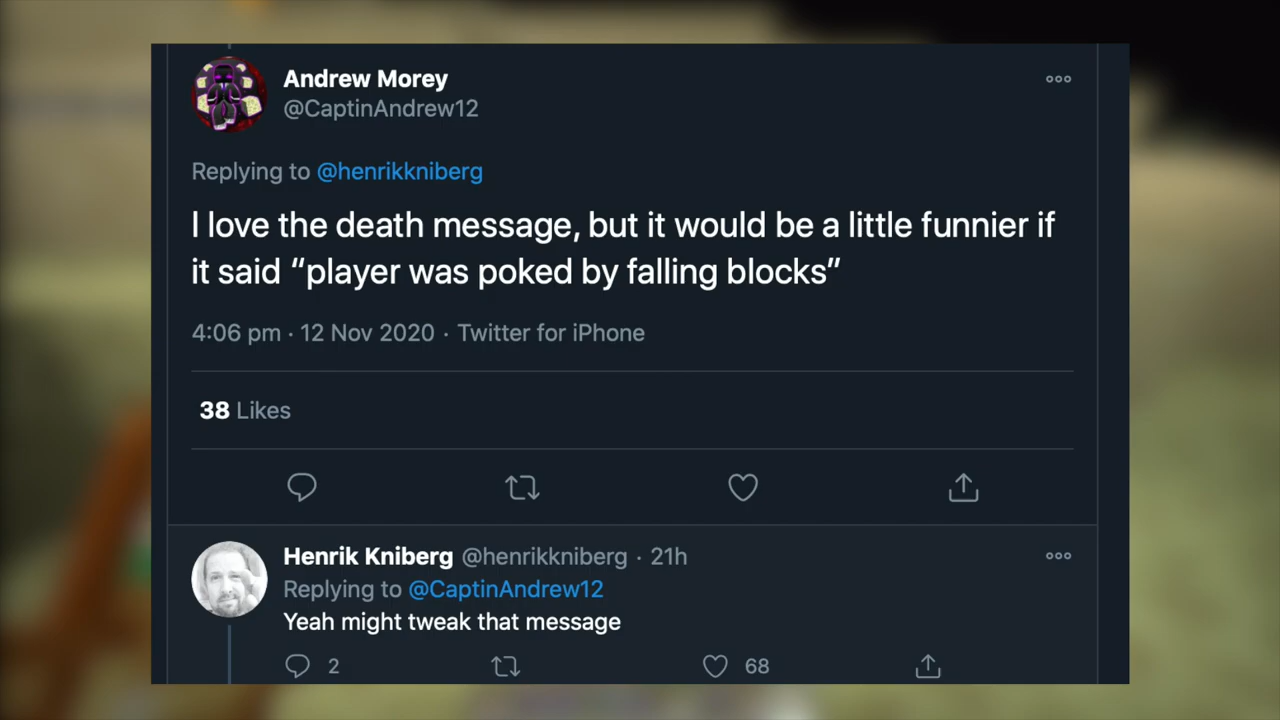 Andrew Morey
@CaptinAndrew12
Replying to @henrikkniberg
I love the death message, but it would be a little funnier if
it said “player was poked by falling blocks”
4:06 pm · 12 Nov 2020 · Twitter for iPhone
38 Likes
Henrik Kniberg @henrikkniberg · 21h
Replying to @CaptinAndrew12
Yeah might tweak that message
2 68